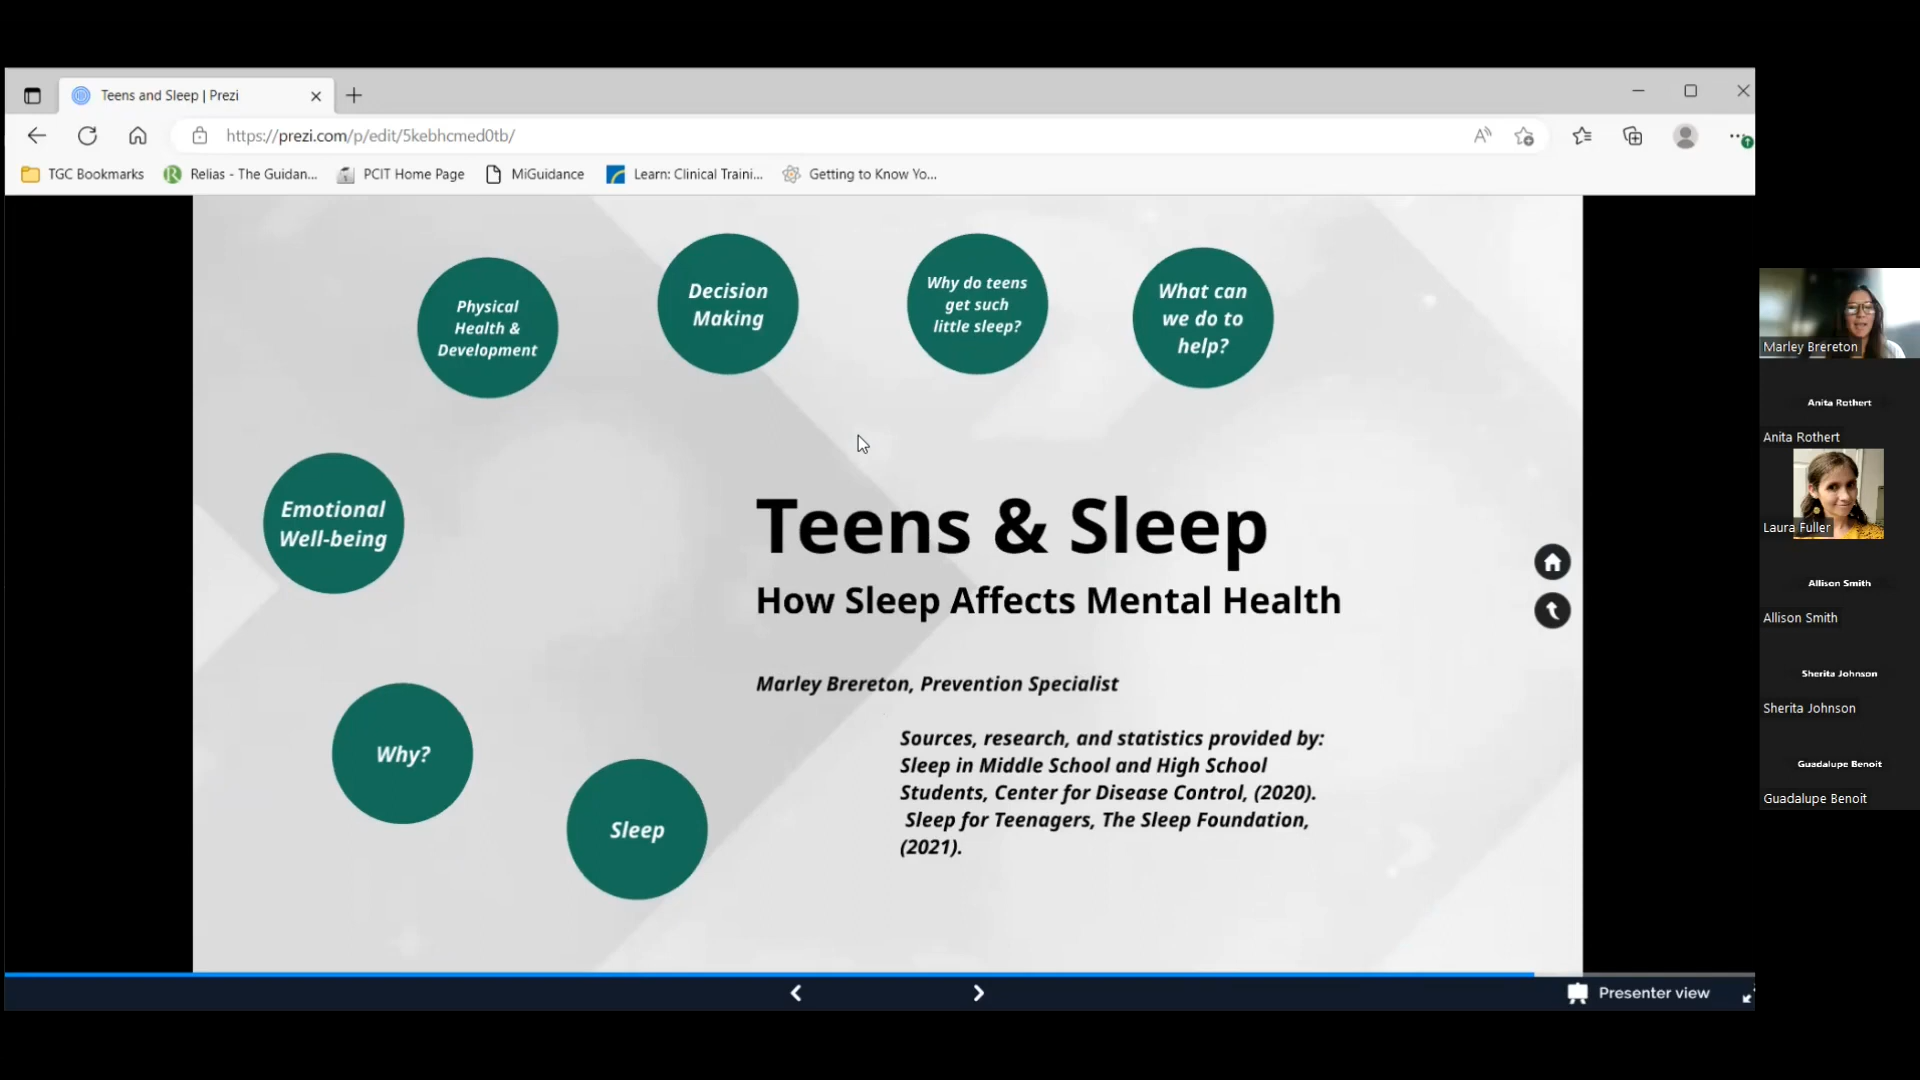 Teens and Sleep | Prezi
https://prezi.com/p/edit/5kebhcmed0tb/
TGC Bookmarks
Relias - The Guidan...
PCIT Home Page
MiGuidance
Learn: Clinical Traini...
Getting to Know Yo...
Physical
Health &
Development
Decision
Making
Why do teens
get such
little sleep?
What can
we do to
help?
Emotional
Well-being
Why?
Sleep
Teens & Sleep
How Sleep Affects Mental Health
Marley Brereton, Prevention Specialist
Sources, research, and statistics provided by:
Sleep in Middle School and High School
Students, Center for Disease Control, (2020).
Sleep for Teenagers, The Sleep Foundation,
(2021).
Presenter view
Marley Brereton
Anita Rothert
Anita Rothert
Laura Fuller
Allison Smith
Allison Smith
Sherita Johnson
Sherita Johnson
Guadalupe Benoit
Guadalupe Benoit